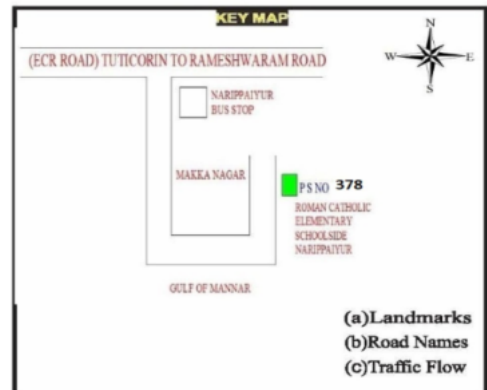 KEY MAP
N
W
E
S
(ECR ROAD) TUTICORIN TO RAMESHWARAM ROAD
NARIPPAIYUR
BUS STOP
MAKKA NAGAR
P S NO 378
ROMAN CATHOLIC
ELEMENTARY
SCHOOLSIDE
NARIPPAIYUR
GULF OF MANNAR
(a)Landmarks
(b)Road Names
(c)Traffic Flow